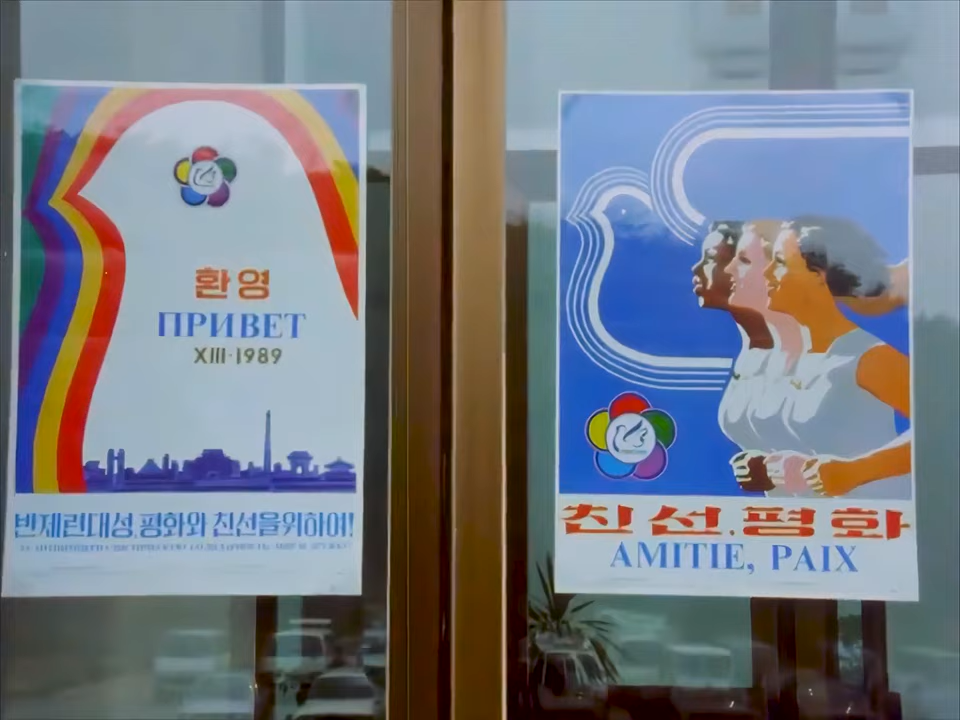 환영
ПРИВЕТ
XIII·1989
반제련대성, 평화와 친선을위하여!
친선, 평화
AMITIE, PAIX